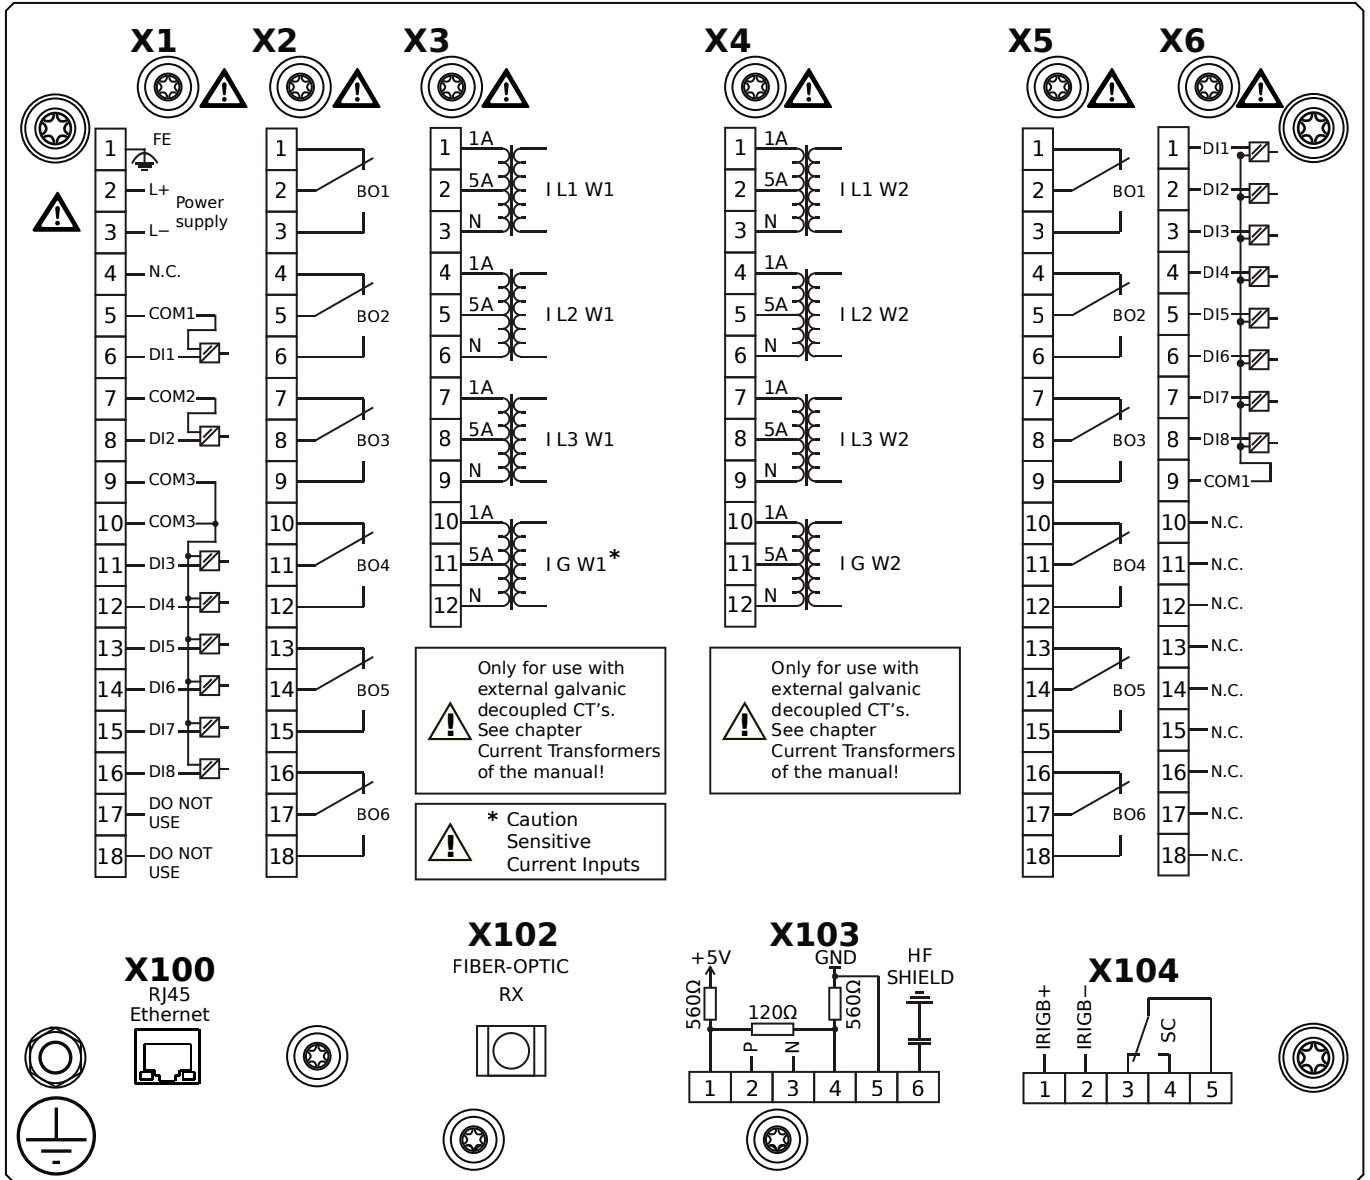 X1
X2
X3
X4
X5
X6
1 FE
2 L+
Power
supply
3 L−
4 N.C.
5 COM1
6 DI1
7 COM2
8 DI2
9 COM3
10 COM3
11 DI3
12 DI4
13 DI5
14 DI6
15 DI7
16 DI8
17 DO NOT
USE
18 DO NOT
USE
1
2 BO1
3
4
5 BO2
6
7
8 BO3
9
10
11 BO4
12
13
14 BO5
15
16
17 BO6
18
1 1A
2 5A I L1 W1
3 N
4 1A
5 5A I L2 W1
6 N
7 1A
8 5A I L3 W1
9 N
10 1A
11 5A I G W1*
12 N
Only for use with
external galvanic
decoupled CT's.
See chapter
Current Transformers
of the manual!
* Caution
Sensitive
Current Inputs
1 1A
2 5A I L1 W2
3 N
4 1A
5 5A I L2 W2
6 N
7 1A
8 5A I L3 W2
9 N
10 1A
11 5A I G W2
12 N
Only for use with
external galvanic
decoupled CT's.
See chapter
Current Transformers
of the manual!
1
2 BO1
3
4
5 BO2
6
7
8 BO3
9
10
11 BO4
12
13
14 BO5
15
16
17 BO6
18
1 DI1
2 DI2
3 DI3
4 DI4
5 DI5
6 DI6
7 DI7
8 DI8
9 COM1
10 N.C.
11 N.C.
12 N.C.
13 N.C.
14 N.C.
15 N.C.
16 N.C.
17 N.C.
18 N.C.
X100
RJ45
Ethernet
X102
FIBER-OPTIC
RX
X103
+5V GND HF
SHIELD
560Ω 120Ω 560Ω
P N
1 2 3 4 5 6
X104
IRIGB+ IRIGB− SC
1 2 3 4 5